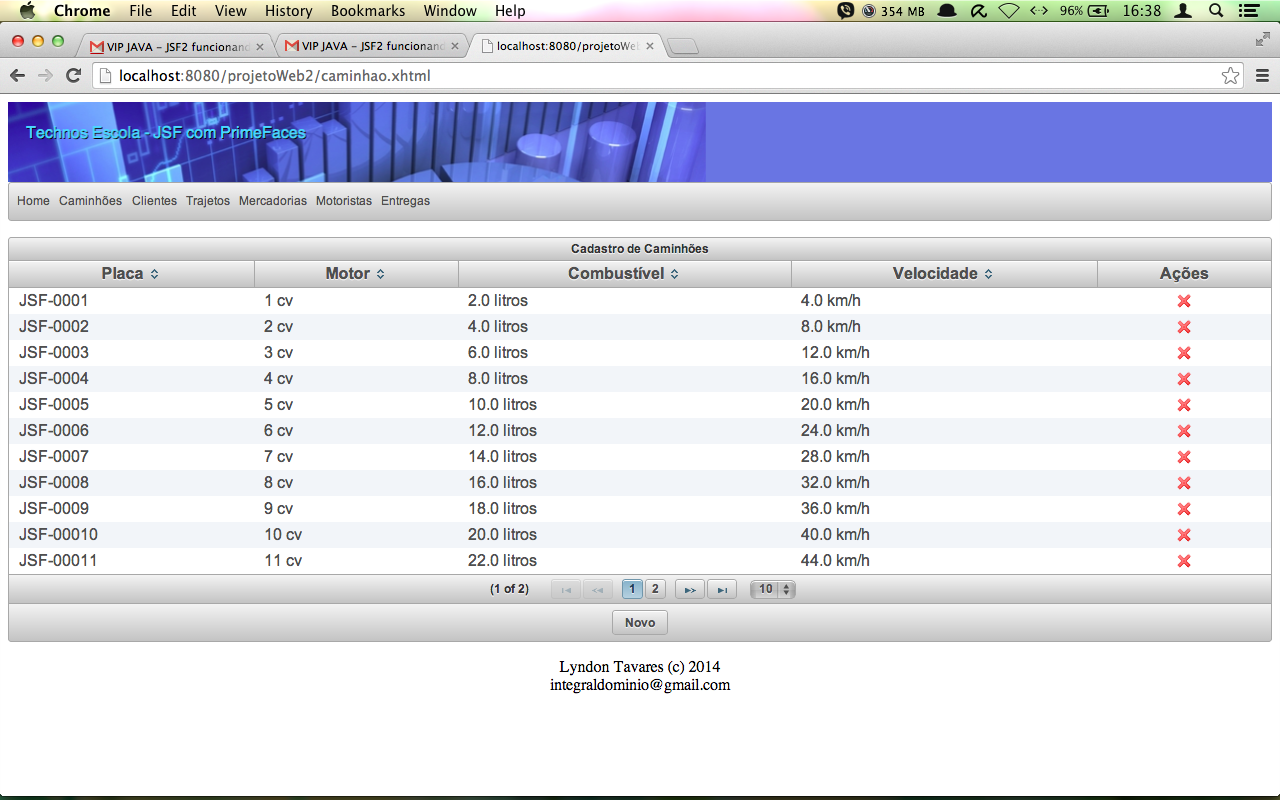 Chrome File Edit View History Bookmarks Window Help 354 MB 96% 16:38
VIP JAVA – JSF2 funcionand VIP JAVA – JSF2 funcionand localhost:8080/projetoWeb
localhost:8080/projetoWeb2/caminhao.xhtml
Technos Escola - JSF com PrimeFaces
Home Caminhões Clientes Trajetos Mercadorias Motoristas Entregas
Cadastro de Caminhões
Placa Motor Combustível Velocidade Ações
JSF-0001 1 cv 2.0 litros 4.0 km/h
JSF-0002 2 cv 4.0 litros 8.0 km/h
JSF-0003 3 cv 6.0 litros 12.0 km/h
JSF-0004 4 cv 8.0 litros 16.0 km/h
JSF-0005 5 cv 10.0 litros 20.0 km/h
JSF-0006 6 cv 12.0 litros 24.0 km/h
JSF-0007 7 cv 14.0 litros 28.0 km/h
JSF-0008 8 cv 16.0 litros 32.0 km/h
JSF-0009 9 cv 18.0 litros 36.0 km/h
JSF-00010 10 cv 20.0 litros 40.0 km/h
JSF-00011 11 cv 22.0 litros 44.0 km/h
(1 of 2) 1 2 10
Novo
Lyndon Tavares (c) 2014
integraldominio@gmail.com